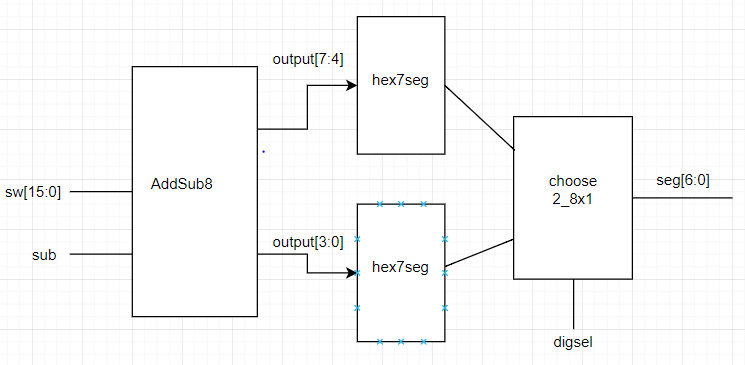 output[7:4]
hex7seg
AddSub8
sw[15:0]
sub
output[3:0]
hex7seg
choose
2_8x1
seg[6:0]
digsel